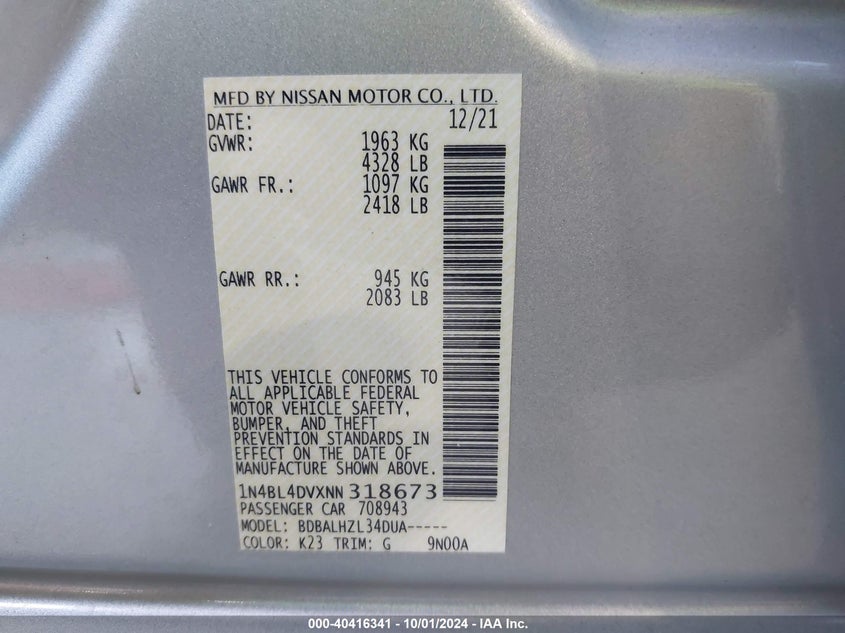 MFD BY NISSAN MOTOR CO., LTD.
DATE: 12/21
GVWR: 1963 KG
4328 LB
GAWR FR.: 1097 KG
2418 LB
GAWR RR.: 945 KG
2083 LB
THIS VEHICLE CONFORMS TO
ALL APPLICABLE FEDERAL
MOTOR VEHICLE SAFETY,
BUMPER, AND THEFT
PREVENTION STANDARDS IN
EFFECT ON THE DATE OF
MANUFACTURE SHOWN ABOVE.
1N4BL4DVXNN 318673
PASSENGER CAR 708943
MODEL: BDBALHZL34DUA-----
COLOR: K23 TRIM: G 9N00A
000-40416341 - 10/01/2024 - IAA Inc.